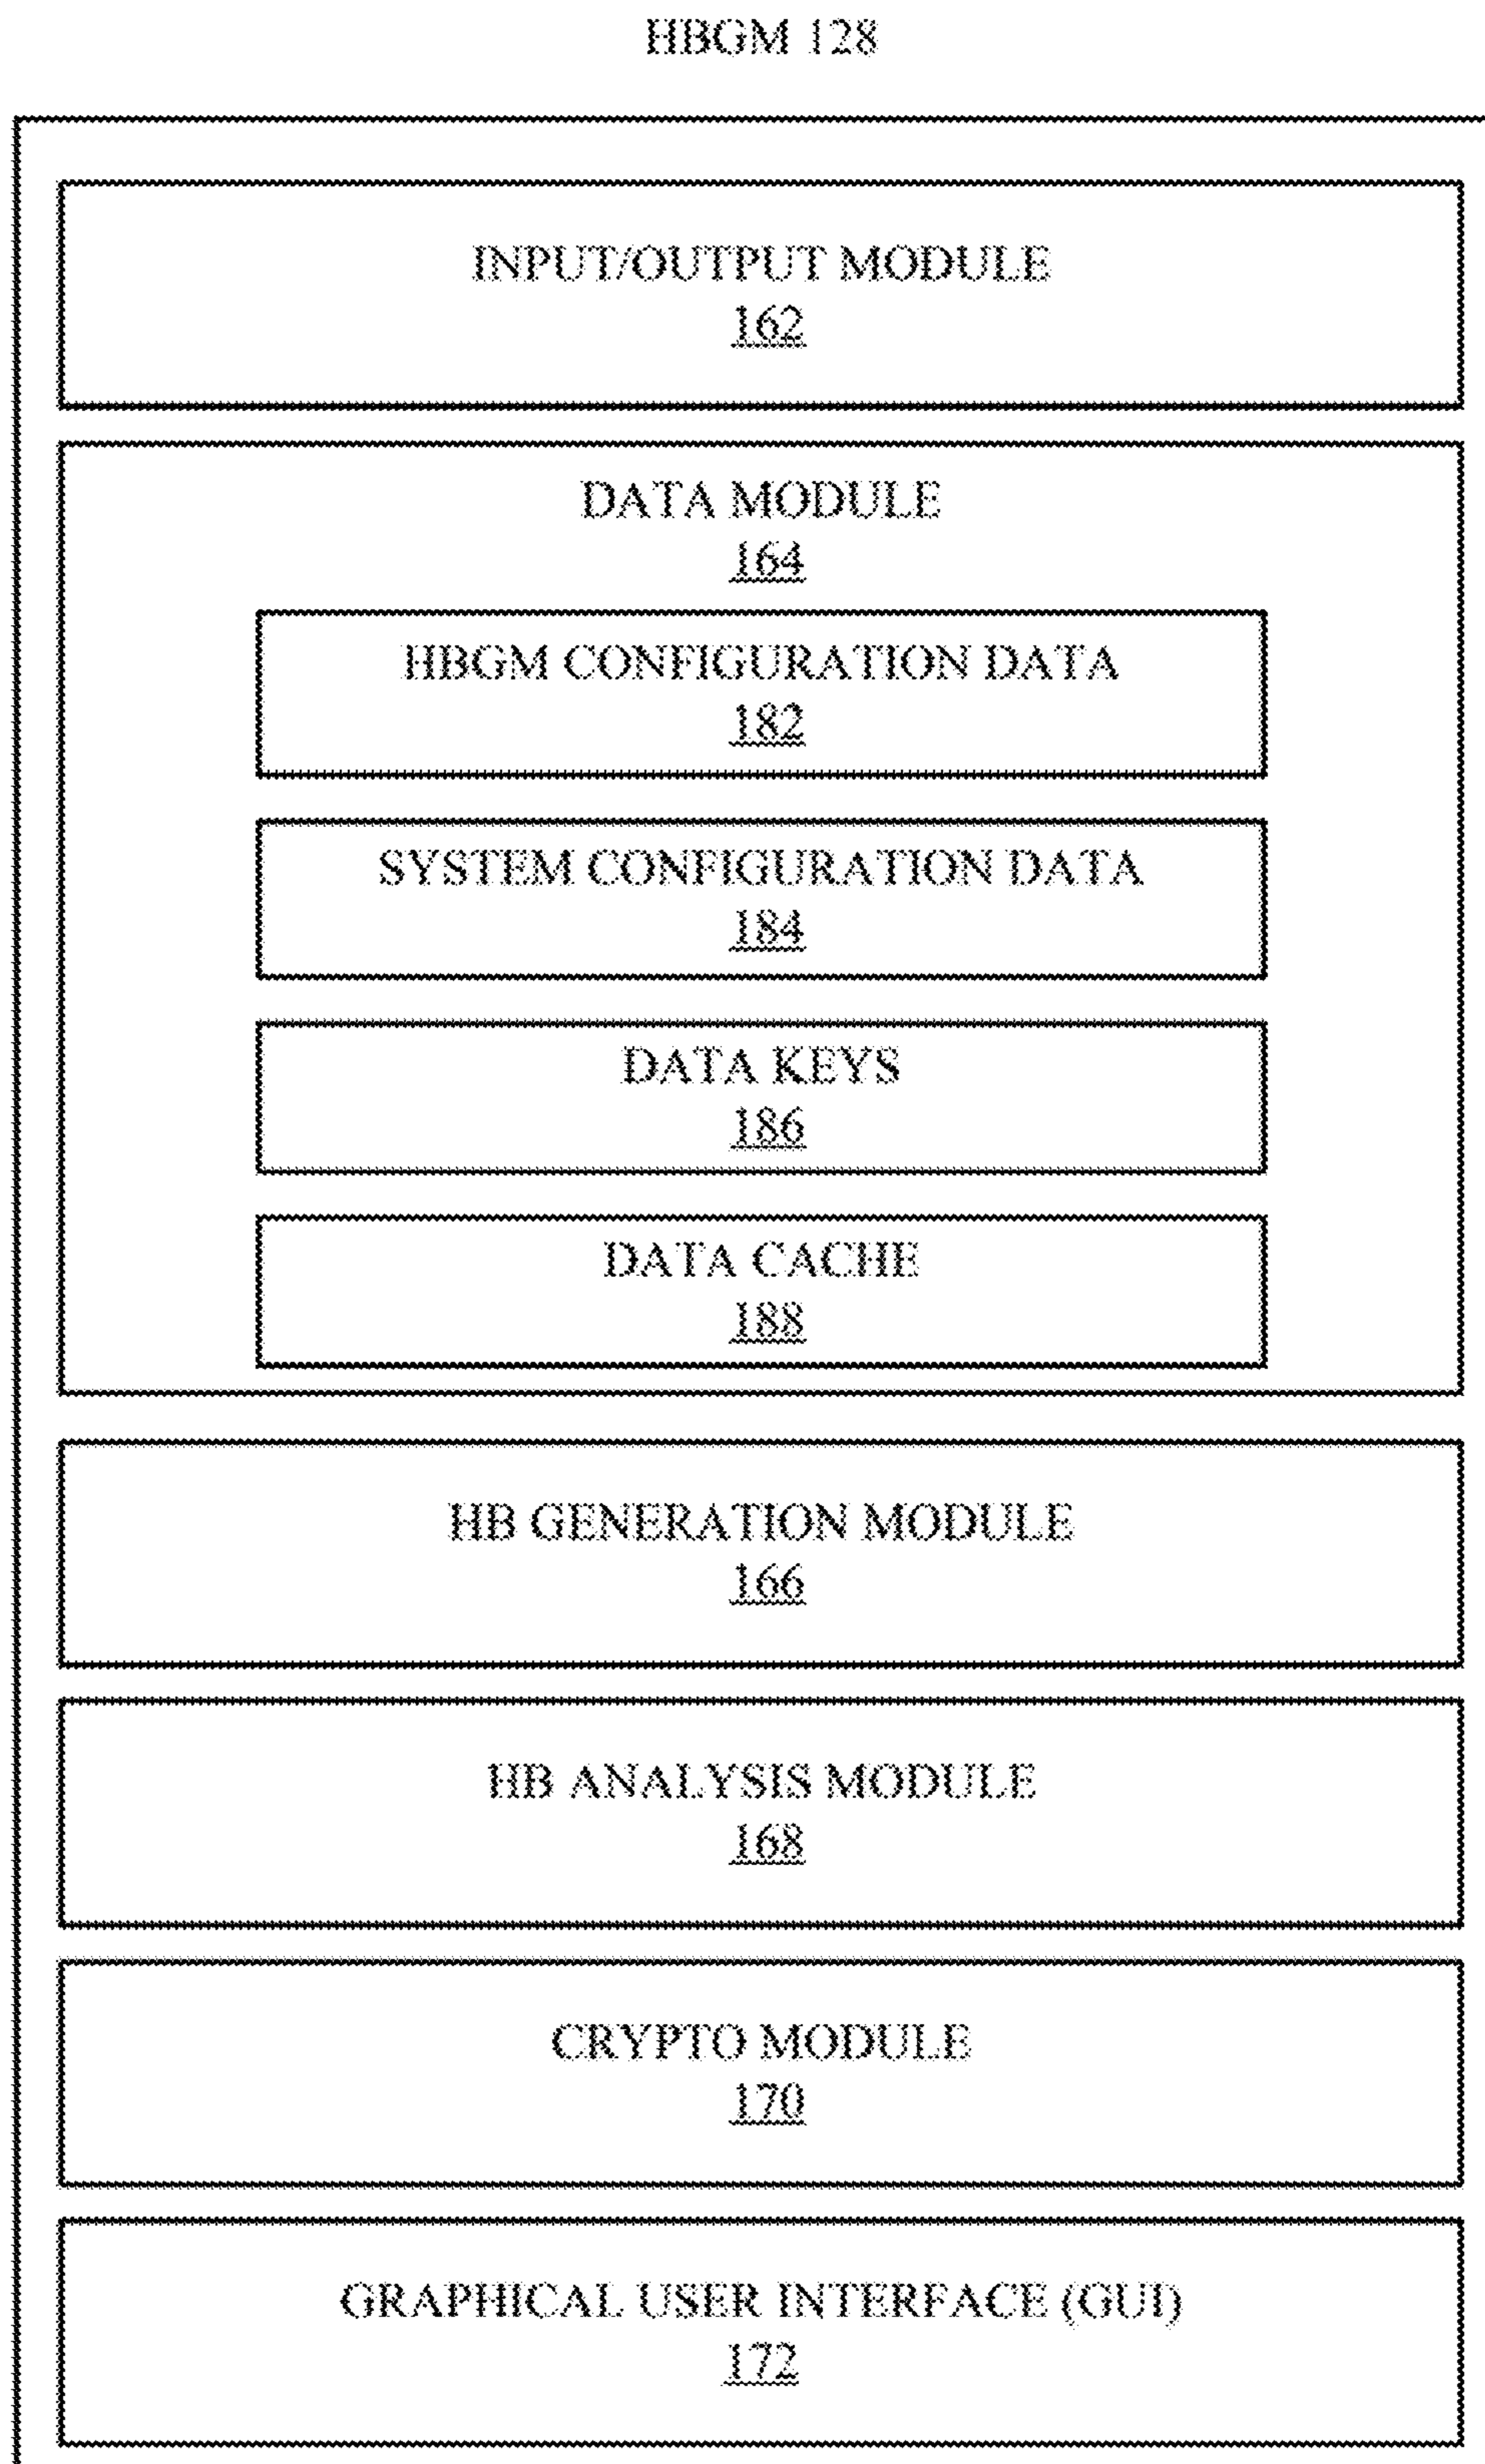 HBGM 128
INPUT/OUTPUT MODULE
162
DATA MODULE
164
HBGM CONFIGURATION DATA
182
SYSTEM CONFIGURATION DATA
184
DATA KEYS
186
DATA CACHE
188
HB GENERATION MODULE
166
HB ANALYSIS MODULE
168
CRYPTO MODULE
170
GRAPHICAL USER INTERFACE (GUI)
172